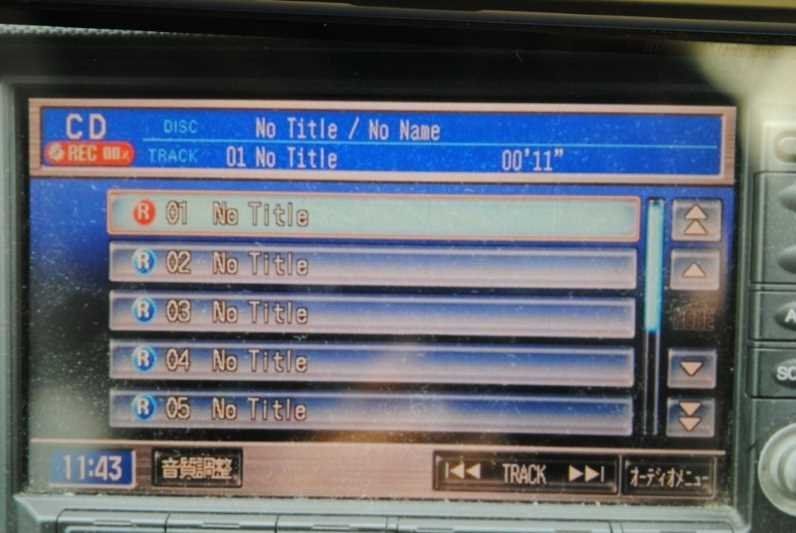 CD DISC No Title / No Name
REC 00% TRACK 01 No Title 00'11"
R 01 No Title
R 02 No Title
R 03 No Title
R 04 No Title
R 05 No Title
11:43 音質調整 TRACK オーディオメニュー